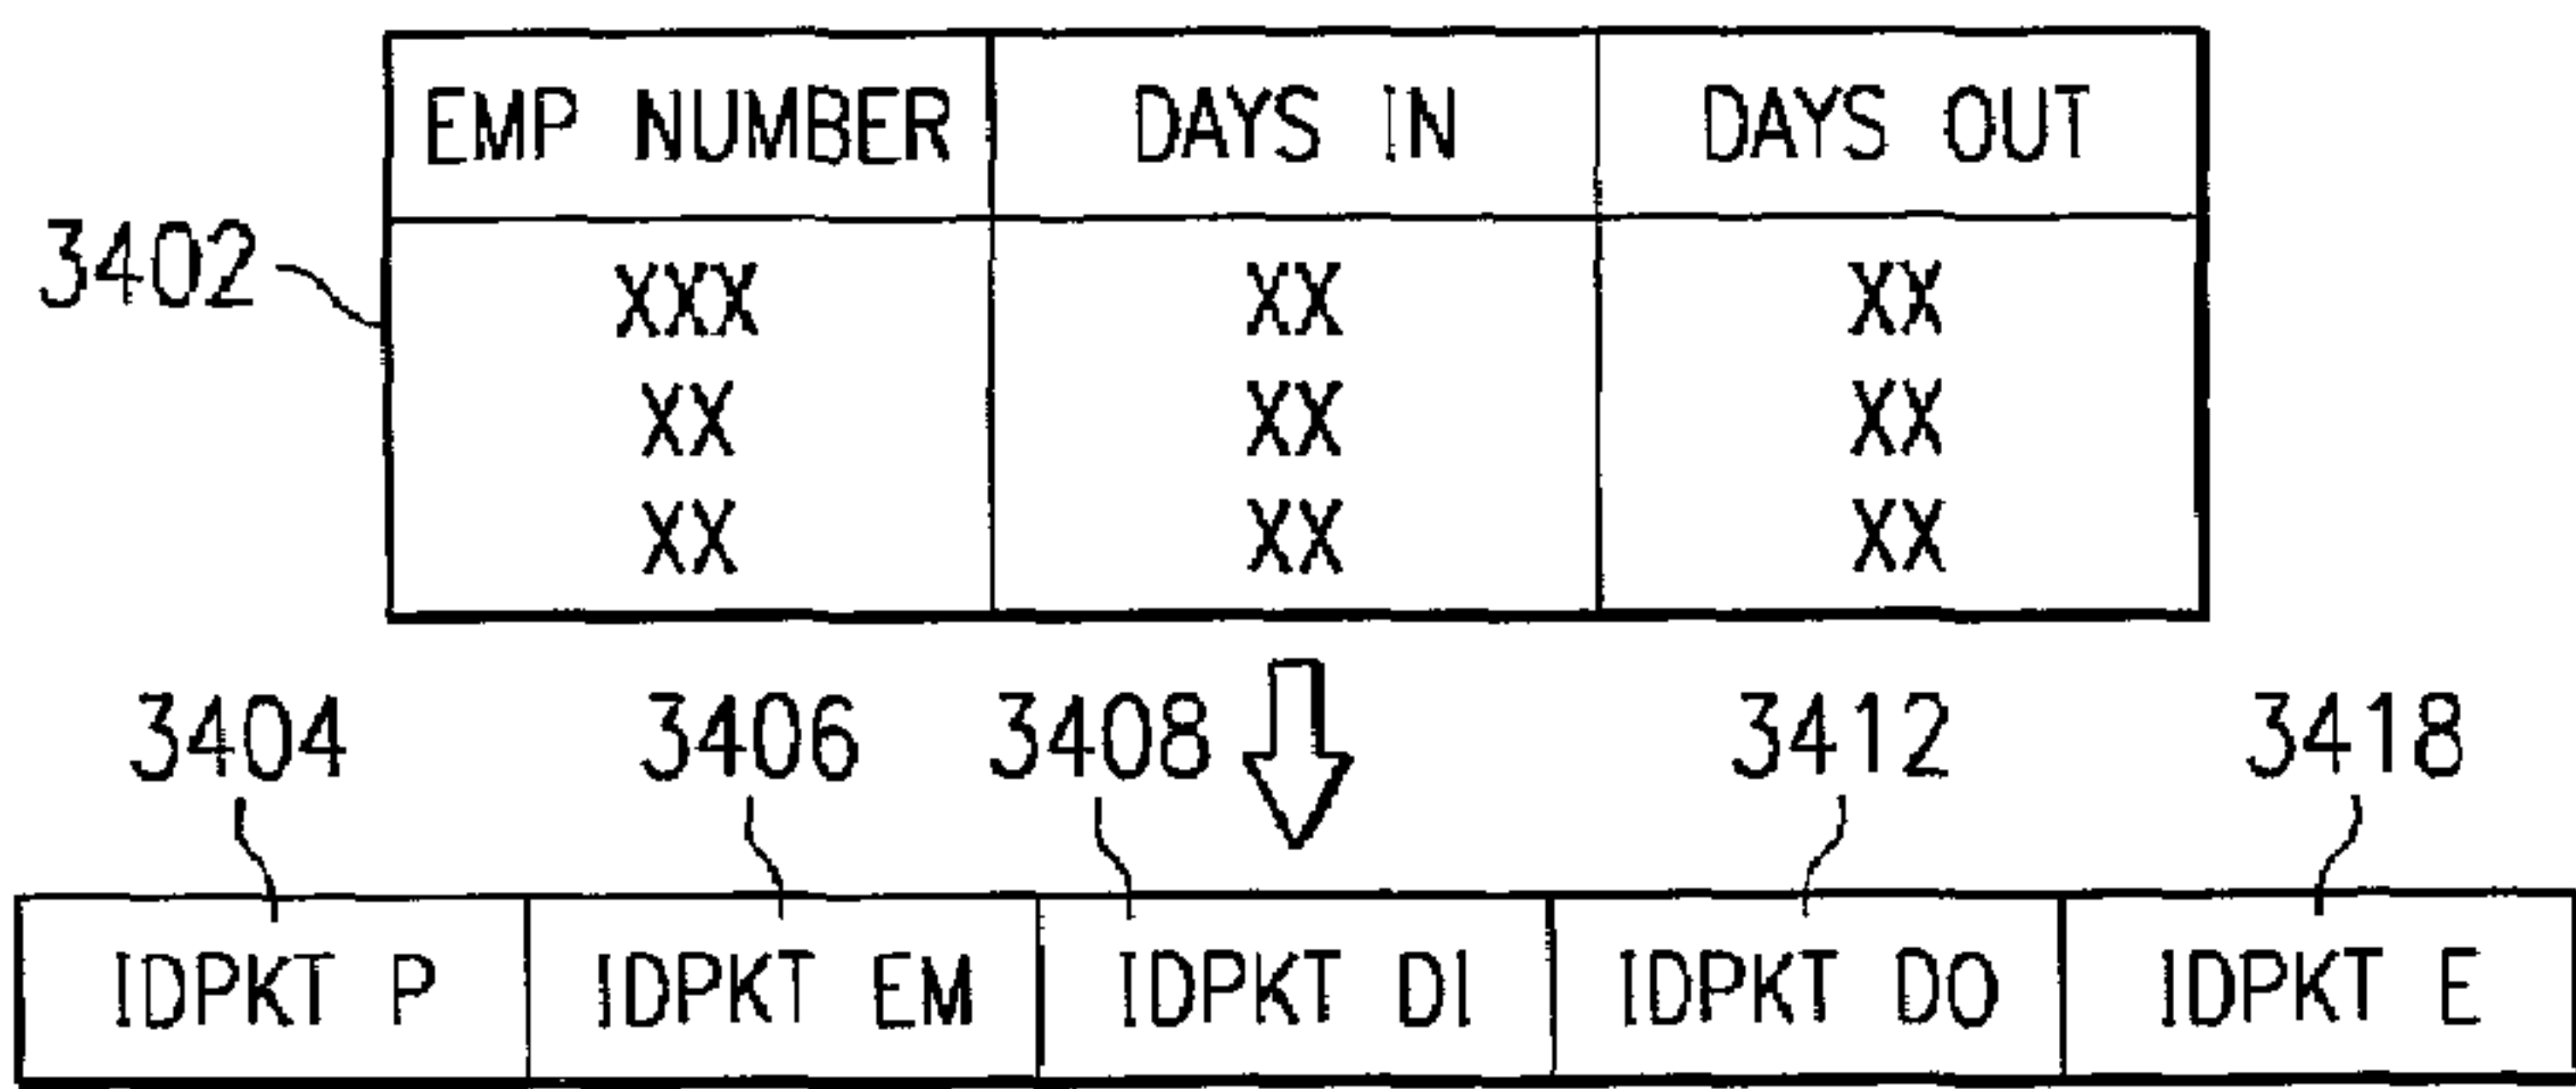 EMP NUMBER DAYS IN DAYS OUT
3402
XXX XX XX
XX XX XX
XX XX XX
3404 3406 3408 3412 3418
IDPKT P IDPKT EM IDPKT DI IDPKT DO IDPKT E